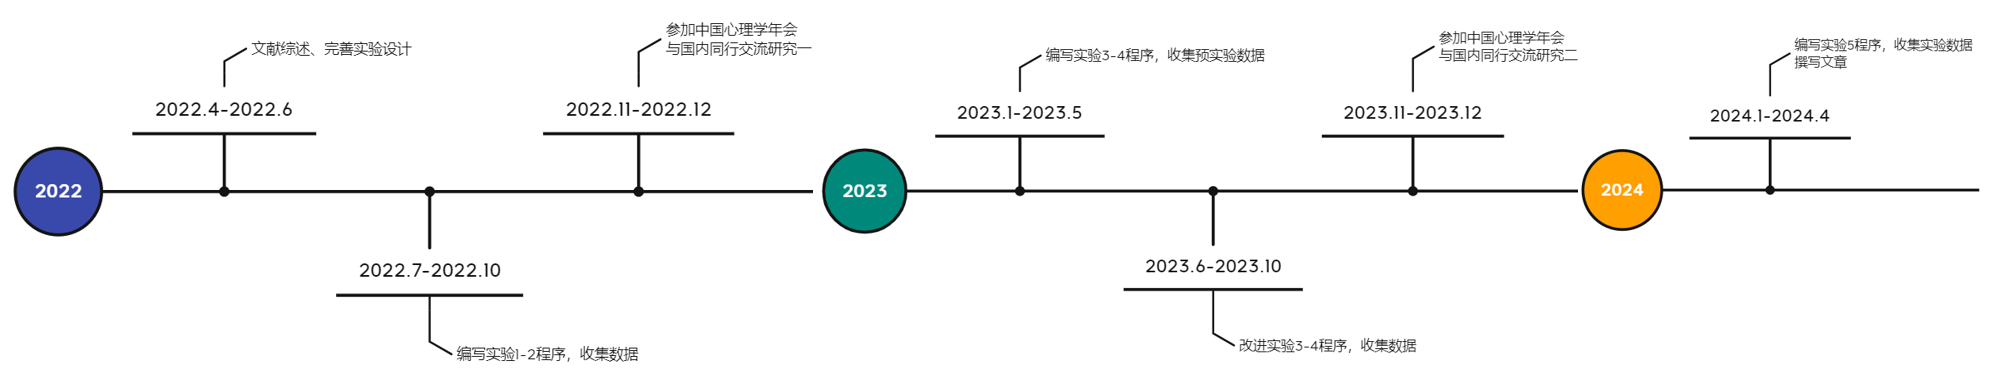 2022
2022.4-2022.6
文献综述、完善实验设计
2022.7-2022.10
编写实验1-2程序，收集数据
2022.11-2022.12
参加中国心理学年会
与国内同行交流研究一
2023
2023.1-2023.5
编写实验3-4程序，收集预实验数据
2023.6-2023.10
改进实验3-4程序，收集数据
2023.11-2023.12
参加中国心理学年会
与国内同行交流研究二
2024
2024.1-2024.4
编写实验5程序，收集实验数据
撰写文章